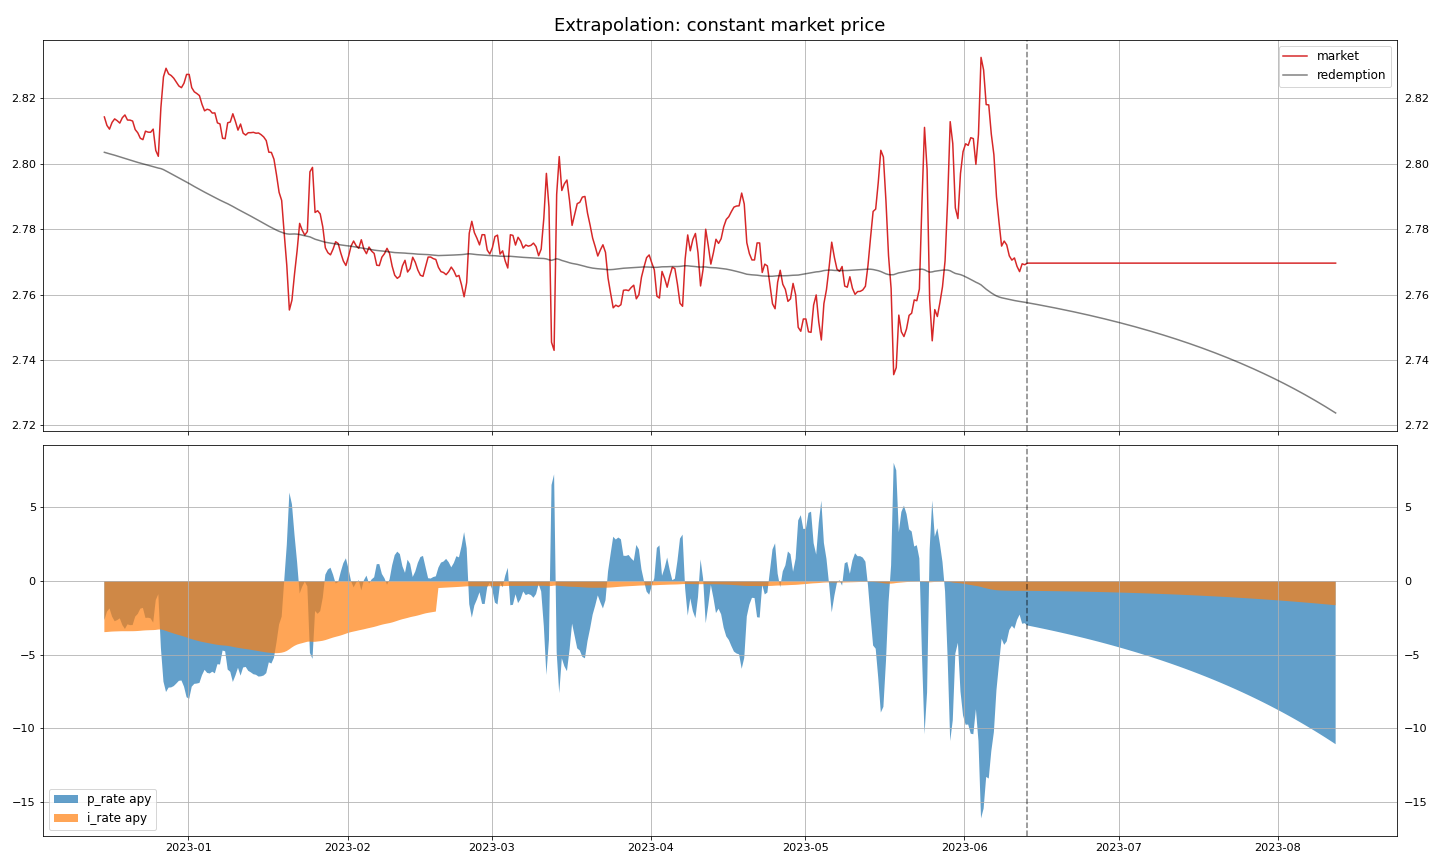 Extrapolation: constant market price
market
redemption
2.82 2.82
2.80 2.80
2.78 2.78
2.76 2.76
2.74 2.74
2.72 2.72
5 5
0 0
−5 −5
−10 −10
−15 −15
p_rate apy
i_rate apy
2023-01 2023-02 2023-03 2023-04 2023-05 2023-06 2023-07 2023-08